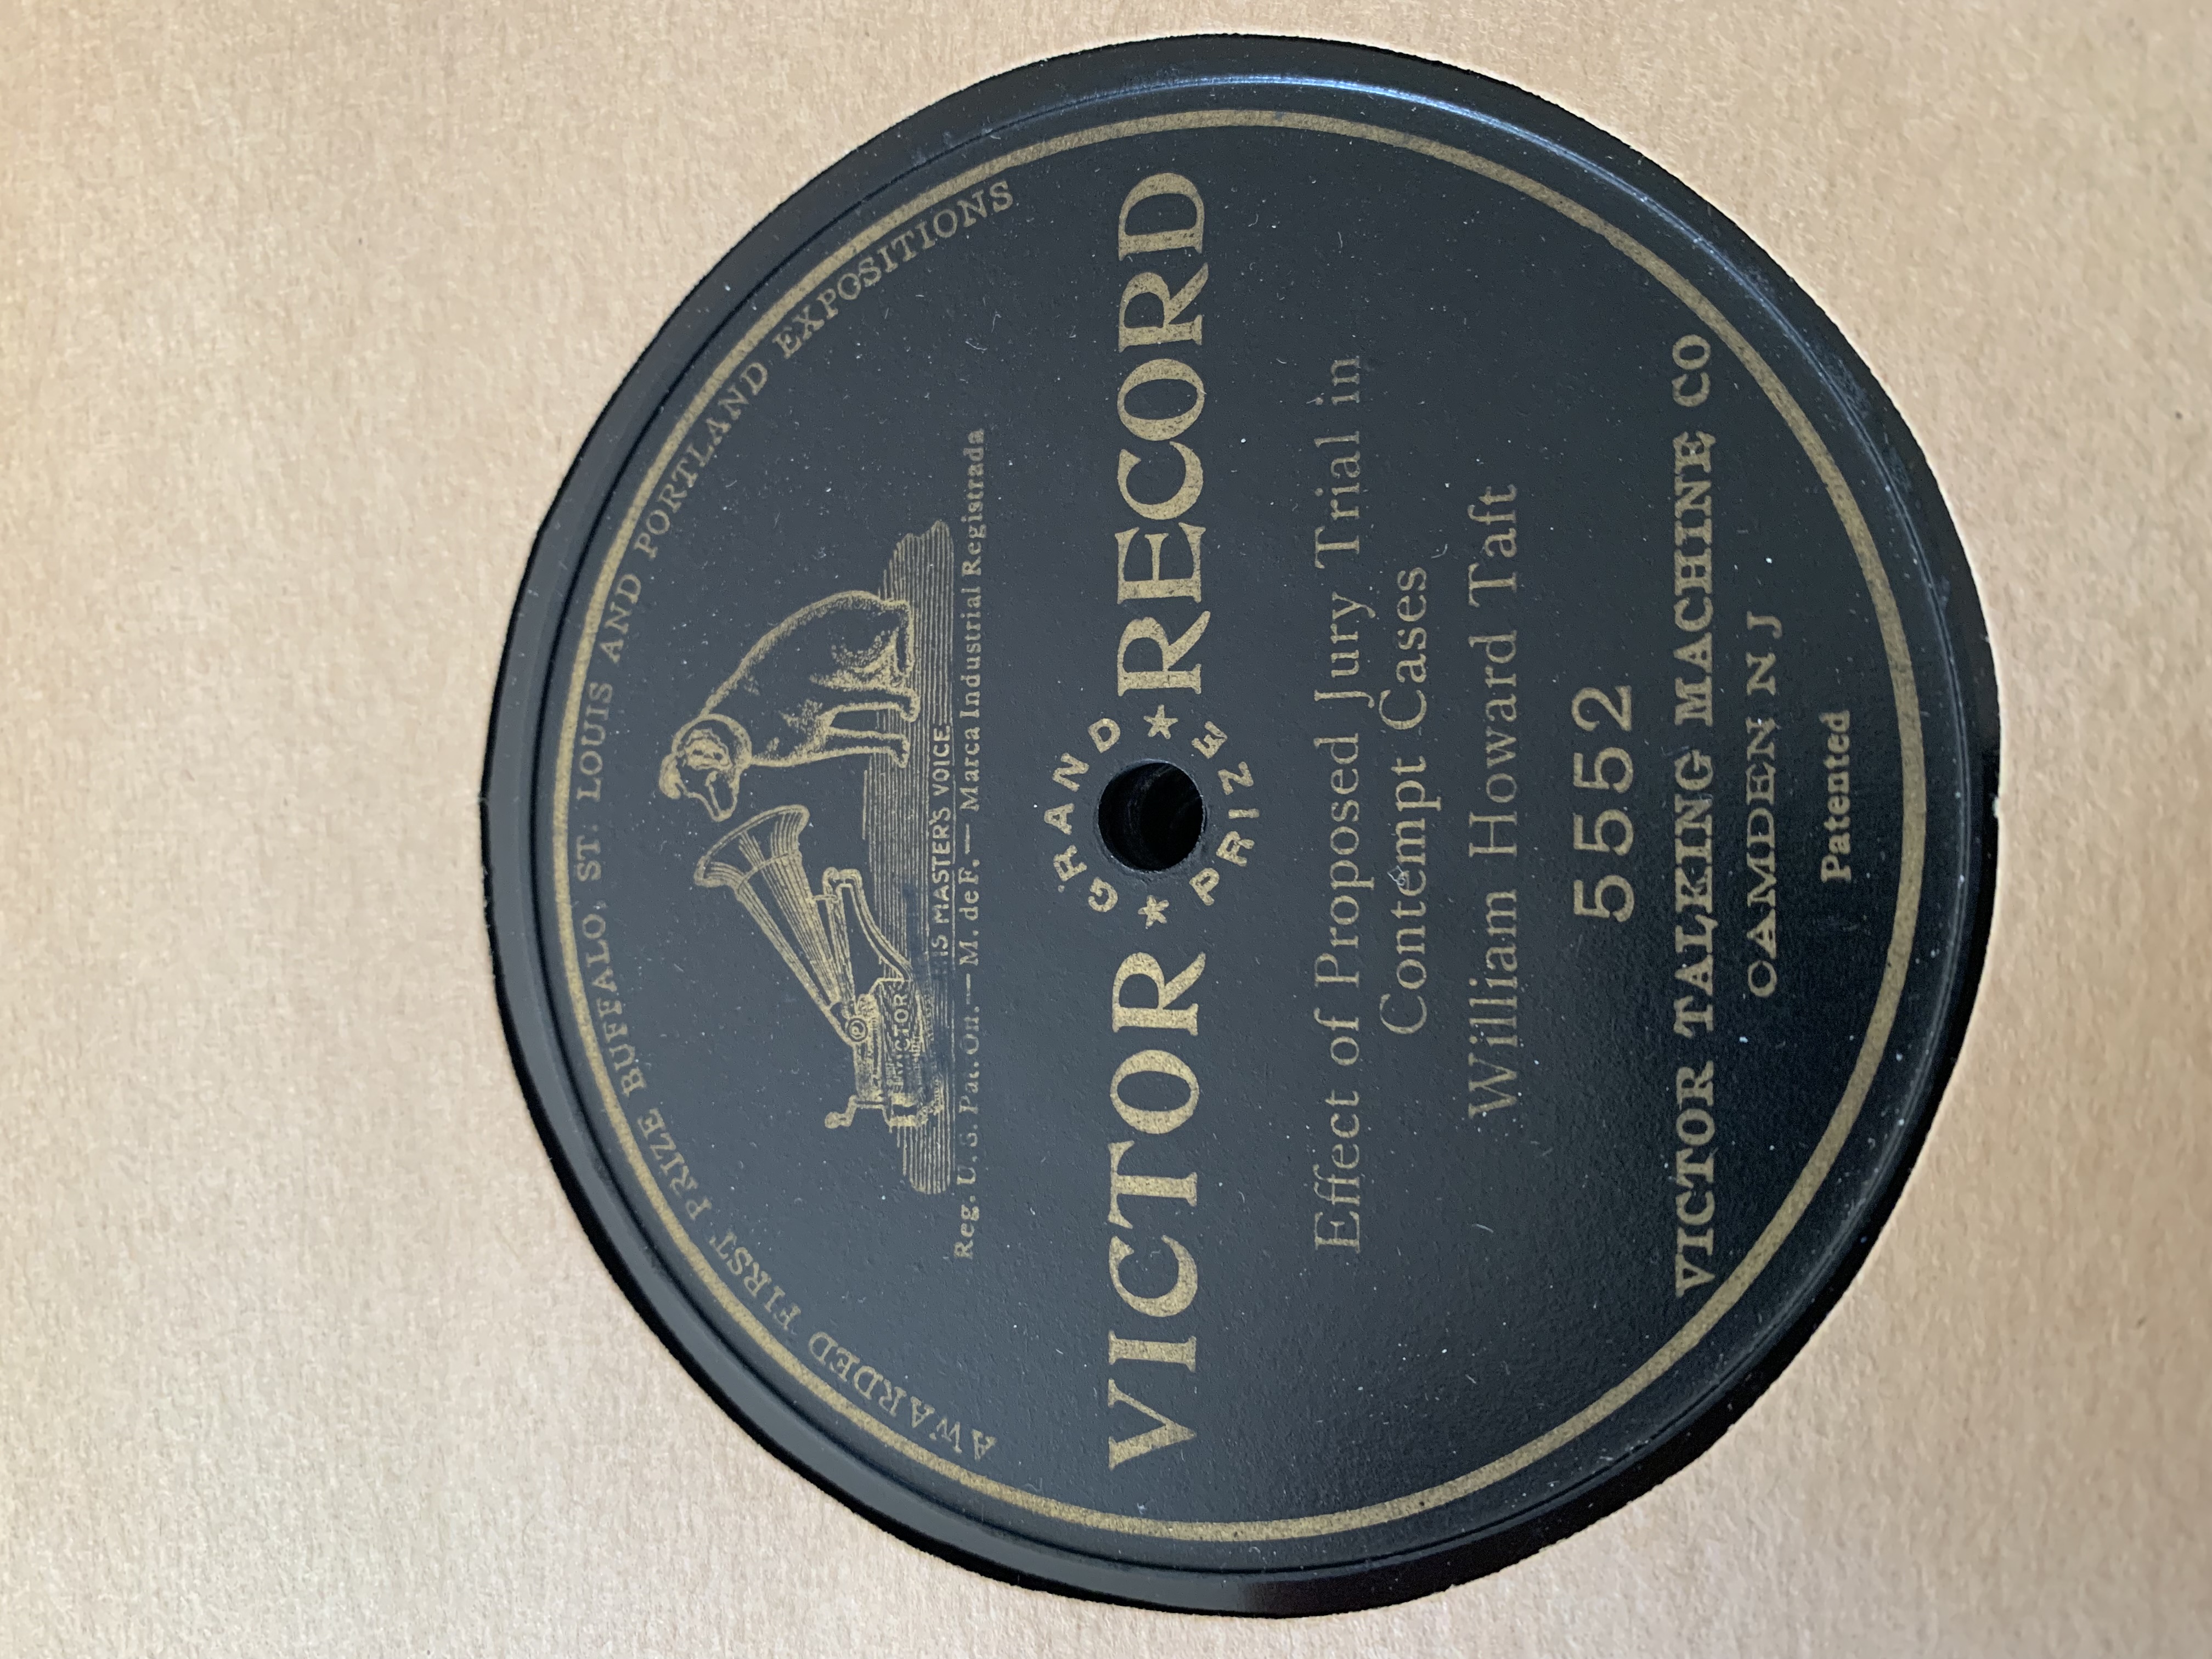 AWARDED FIRST PRIZE BUFFALO, ST. LOUIS AND PORTLAND EXPOSITIONS
VICTOR
IS MASTER'S VOICE
Reg. U. S. Pat. Off. — M. de F. — Marca Industrial Registrada
GRAND
VICTOR ★ ★ RECORD
PRIZE
Effect of Proposed Jury Trial in
Contempt Cases
William Howard Taft
5552
VICTOR TALKING MACHINE CO
CAMDEN N J
Patented